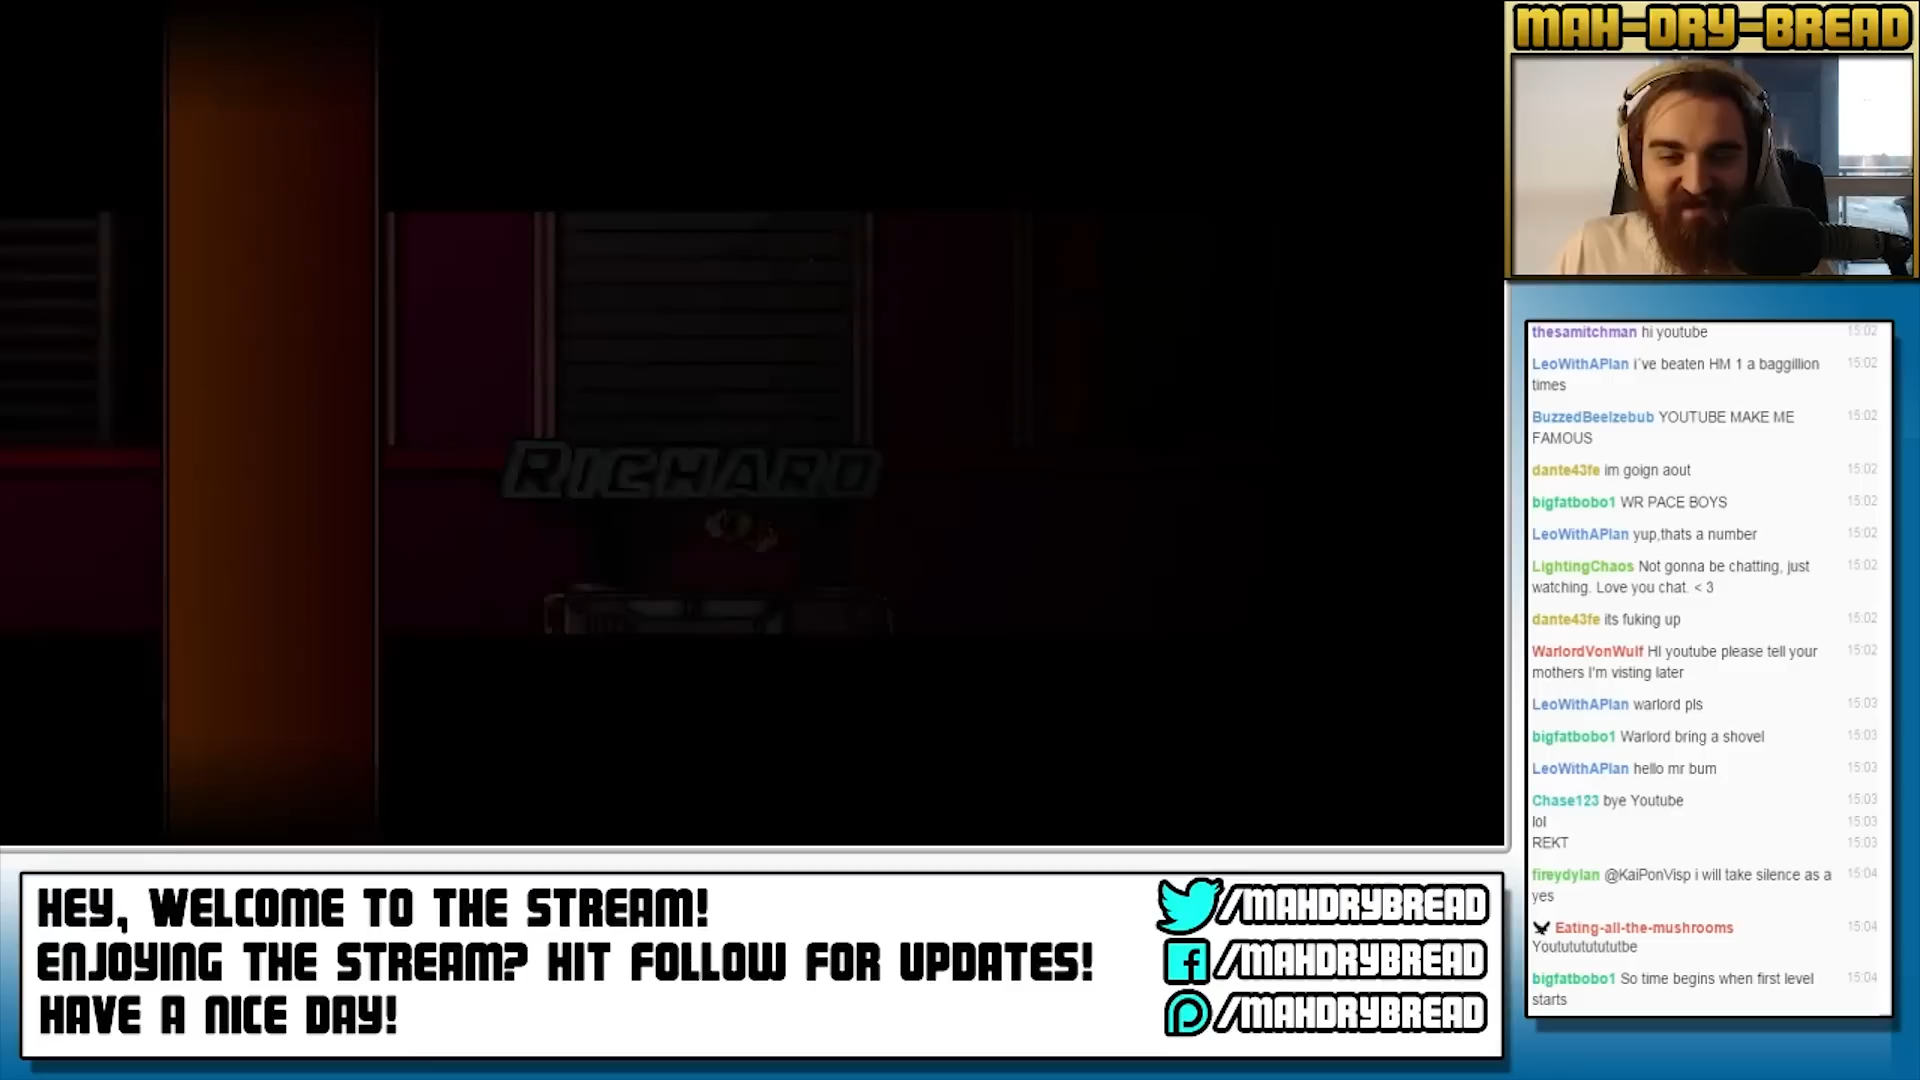 MAH-DRY-BREAD
RICHARD
thesamitchman hi youtube 15:02
LeoWithAPlan i´ve beaten HM 1 a baggillion 15:02
times
BuzzedBeelzebub YOUTUBE MAKE ME 15:02
FAMOUS
dante43fe im goign aout 15:02
bigfatbobo1 WR PACE BOYS 15:02
LeoWithAPlan yup,thats a number 15:02
LightingChaos Not gonna be chatting, just 15:02
watching. Love you chat. < 3
dante43fe its fuking up 15:02
WarlordVonWulf HI youtube please tell your 15:02
mothers I'm visting later
LeoWithAPlan warlord pls 15:03
bigfatbobo1 Warlord bring a shovel 15:03
LeoWithAPlan hello mr bum 15:03
Chase123 bye Youtube 15:03
lol 15:03
REKT 15:03
fireydylan @KaiPonVisp i will take silence as a 15:04
yes
Eating-all-the-mushrooms 15:04
Yoututututututbe
bigfatbobo1 So time begins when first level 15:04
starts
HEY, WELCOME TO THE STREAM!
ENJOYING THE STREAM? HIT FOLLOW FOR UPDATES!
HAVE A NICE DAY!
/MAHDRYBREAD
/MAHDRYBREAD
/MAHDRYBREAD